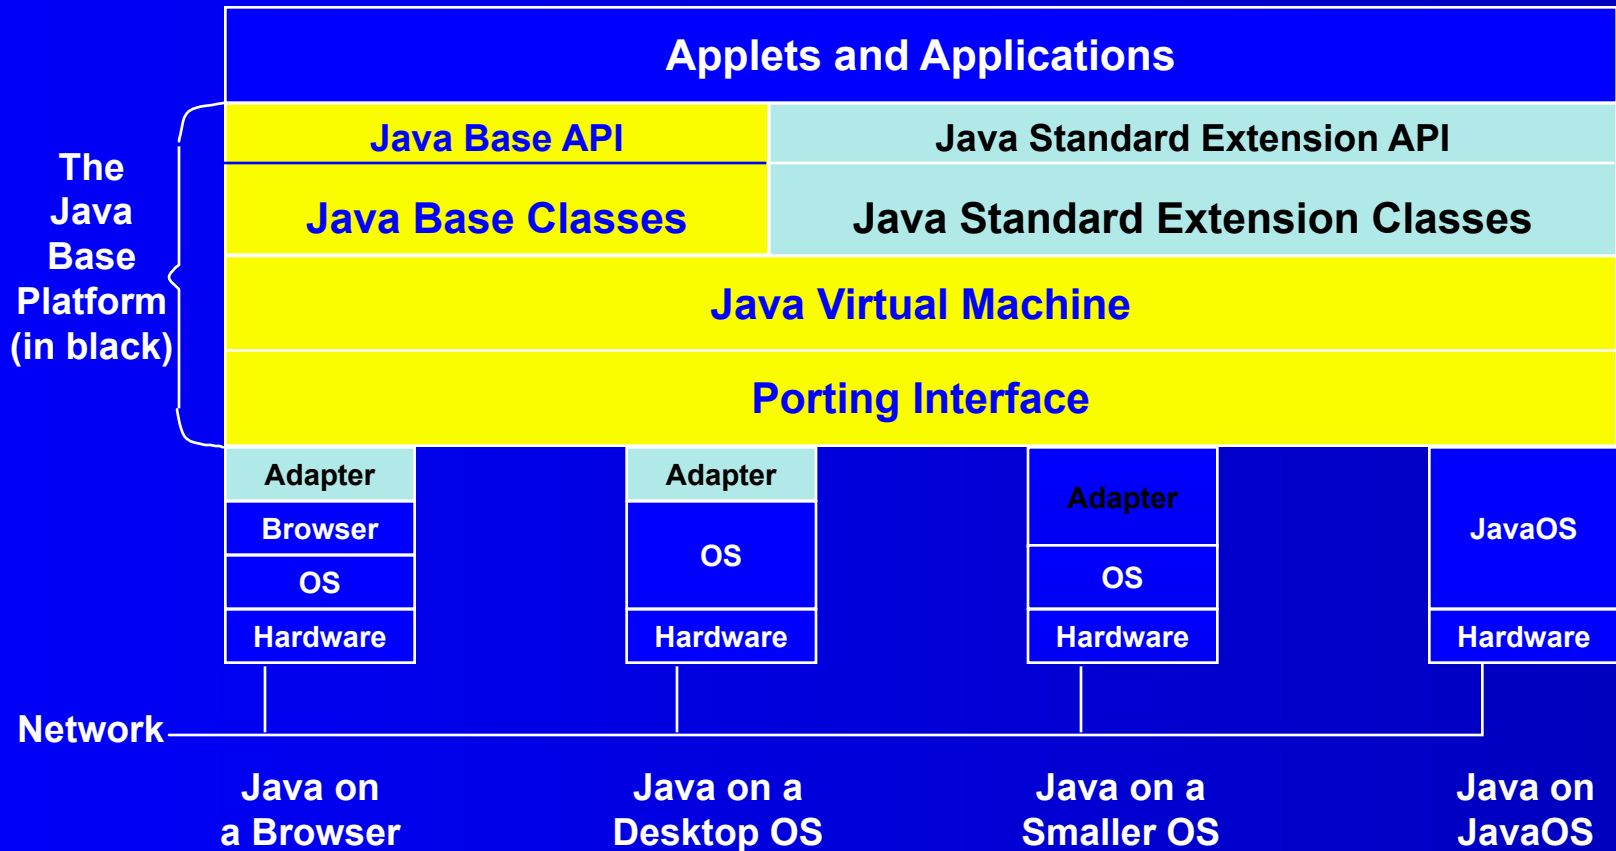 Applets and Applications
Java Base API
Java Standard Extension API
Java Base Classes
Java Standard Extension Classes
Java Virtual Machine
Porting Interface
The
Java
Base
Platform
(in black)
Adapter
Browser
OS
Hardware
Adapter
OS
Hardware
Adapter
OS
Hardware
JavaOS
Hardware
Network
Java on
a Browser
Java on a
Desktop OS
Java on a
Smaller OS
Java on
JavaOS